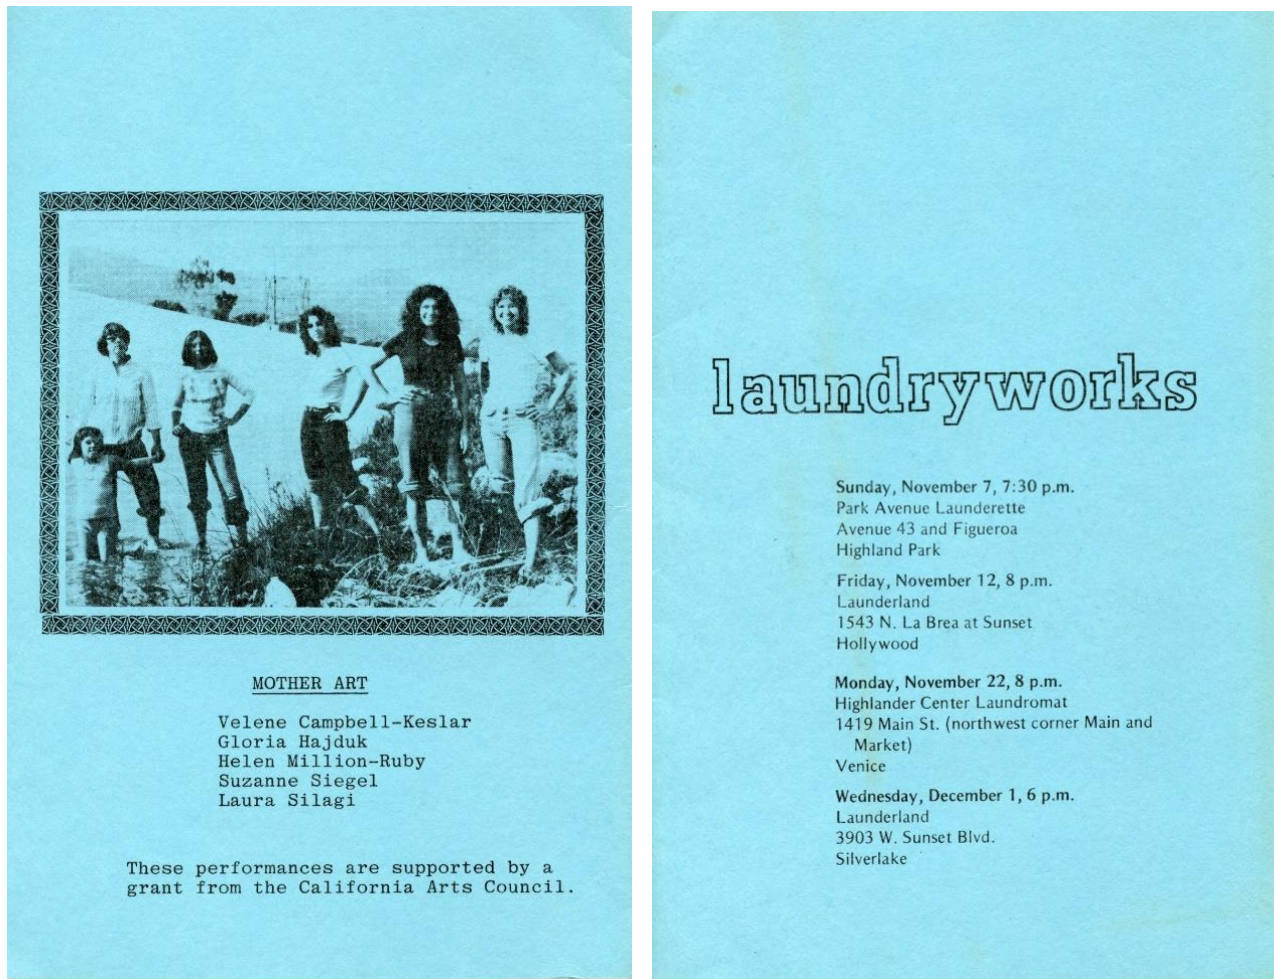 MOTHER ART
Velene Campbell-Keslar
Gloria Hajduk
Helen Million-Ruby
Suzanne Siegel
Laura Silagi
These performances are supported by a
grant from the California Arts Council.
laundryworks
Sunday, November 7, 7:30 p.m.
Park Avenue Launderette
Avenue 43 and Figueroa
Highland Park
Friday, November 12, 8 p.m.
Launderland
1543 N. La Brea at Sunset
Hollywood
Monday, November 22, 8 p.m.
Highlander Center Laundromat
1419 Main St. (northwest corner Main and
Market)
Venice
Wednesday, December 1, 6 p.m.
Launderland
3903 W. Sunset Blvd.
Silverlake